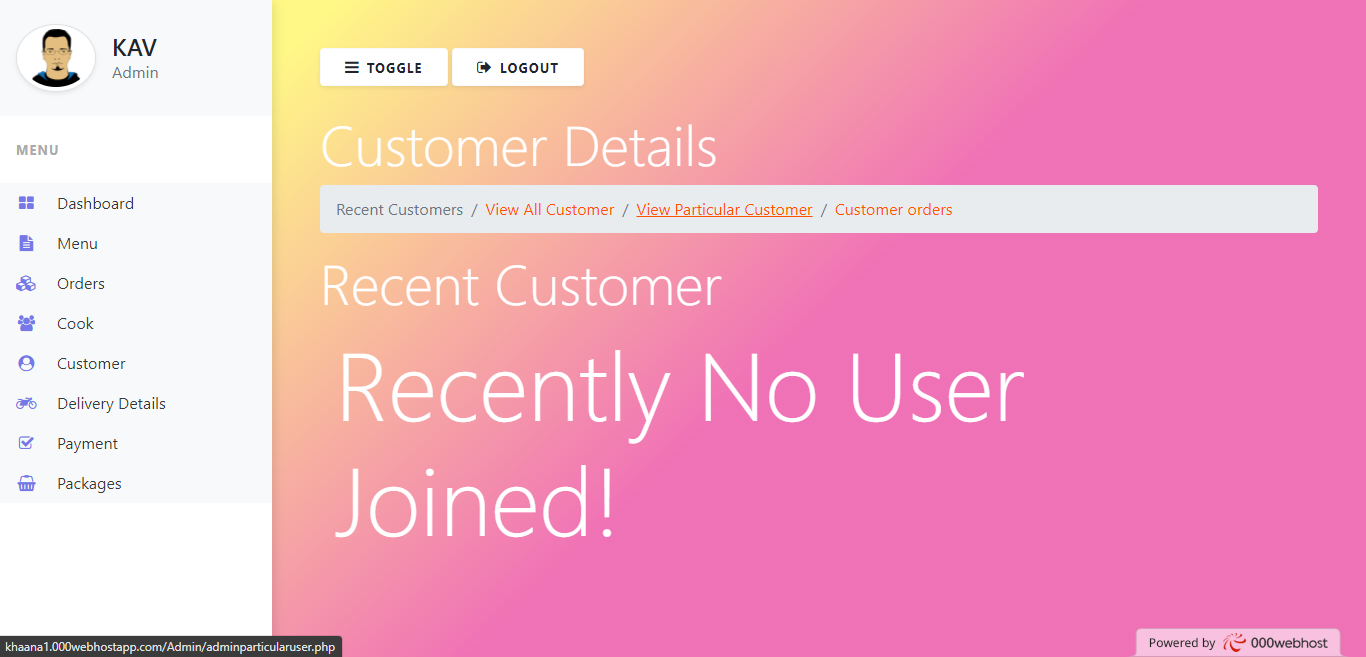 KAV
Admin
MENU
Dashboard
Menu
Orders
Cook
Customer
Delivery Details
Payment
Packages
TOGGLE LOGOUT
Customer Details
Recent Customers / View All Customer / View Particular Customer / Customer orders
Recent Customer
Recently No User
Joined!
khaana1.000webhostapp.com/Admin/adminparticularuser.php
Powered by 000webhost